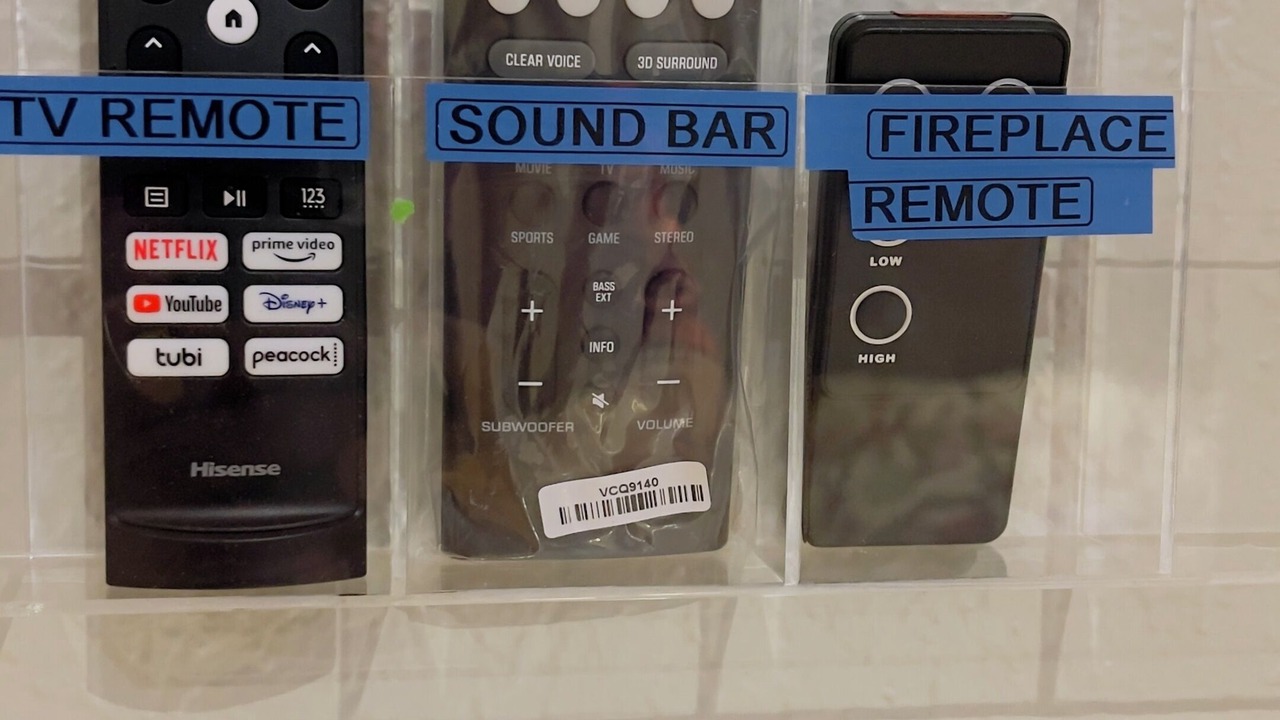 TV REMOTE
123
NETFLIX
prime video
YouTube
Disney+
tubi
peacock
Hisense
CLEAR VOICE
3D SURROUND
SOUND BAR
MOVIE
TV
MUSIC
SPORTS
GAME
STEREO
BASS
EXT
INFO
SUBWOOFER
VOLUME
VCQ9140
FIREPLACE
REMOTE
LOW
HIGH